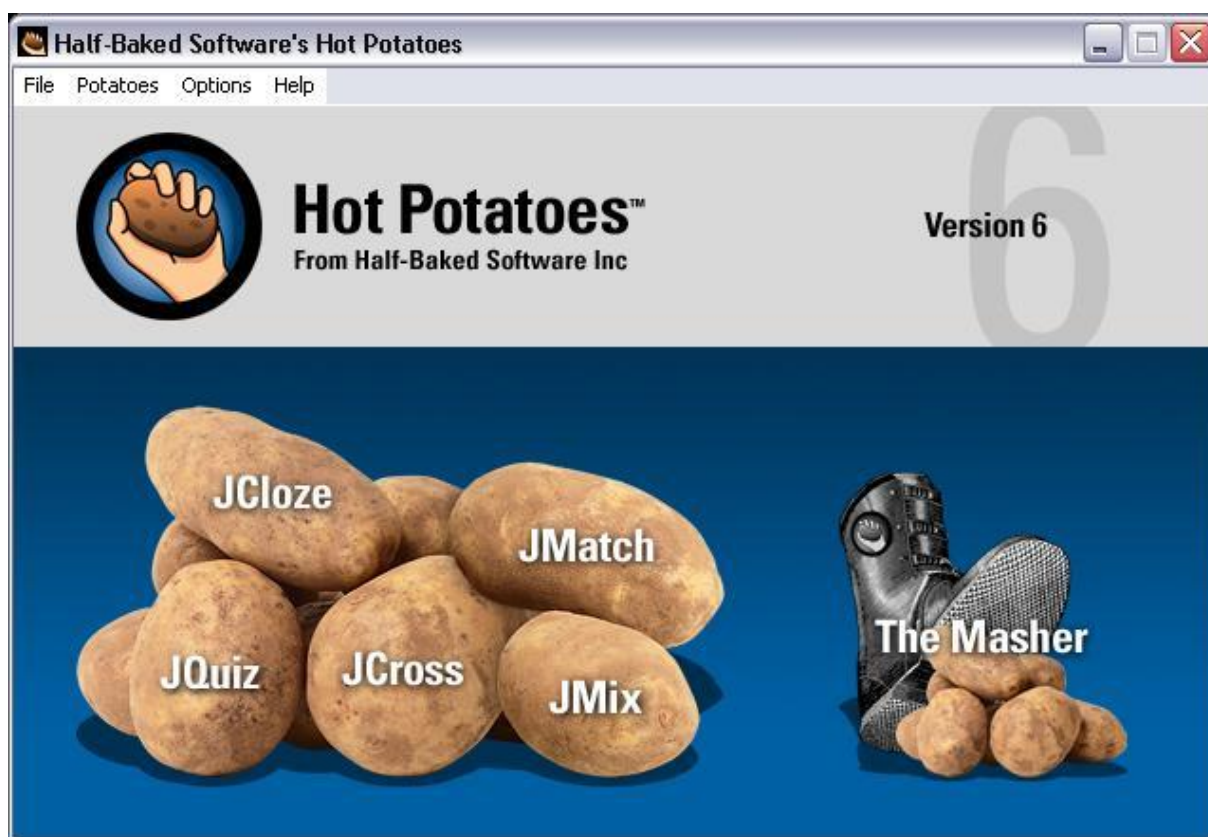 Half-Baked Software's Hot Potatoes
File Potatoes Options Help
6
Hot Potatoes™
From Half-Baked Software Inc
Version 6
JCloze
JMatch
The Masher
JQuiz
JCross
JMix